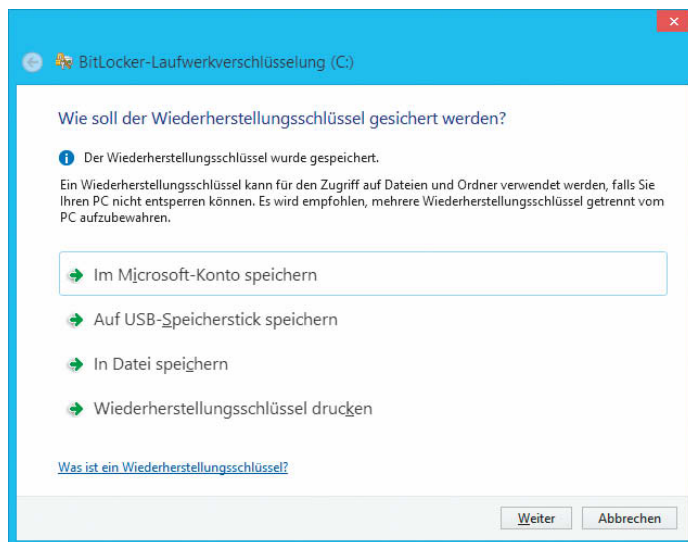 BitLocker-Laufwerkverschlüsselung (C:)
Wie soll der Wiederherstellungsschlüssel gesichert werden?
Der Wiederherstellungsschlüssel wurde gespeichert.
Ein Wiederherstellungsschlüssel kann für den Zugriff auf Dateien und Ordner verwendet werden, falls Sie
Ihren PC nicht entsperren können. Es wird empfohlen, mehrere Wiederherstellungsschlüssel getrennt vom
PC aufzubewahren.
Im Microsoft-Konto speichern
Auf USB-Speicherstick speichern
In Datei speichern
Wiederherstellungsschlüssel drucken
Was ist ein Wiederherstellungsschlüssel?
Weiter Abbrechen